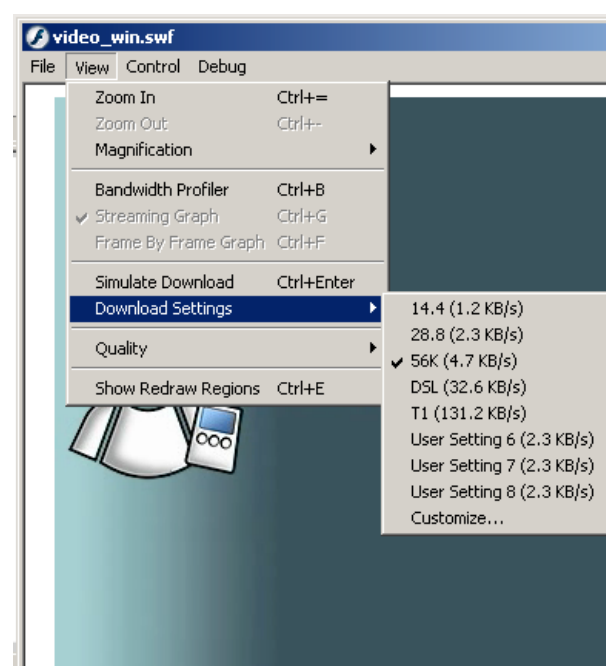 video_win.swf
File View Control Debug
Zoom In Ctrl+=
Zoom Out Ctrl+-
Magnification
Bandwidth Profiler Ctrl+B
Streaming Graph Ctrl+G
Frame By Frame Graph Ctrl+F
Simulate Download Ctrl+Enter
Download Settings
Quality
Show Redraw Regions Ctrl+E
14.4 (1.2 KB/s)
28.8 (2.3 KB/s)
56K (4.7 KB/s)
DSL (32.6 KB/s)
T1 (131.2 KB/s)
User Setting 6 (2.3 KB/s)
User Setting 7 (2.3 KB/s)
User Setting 8 (2.3 KB/s)
Customize...